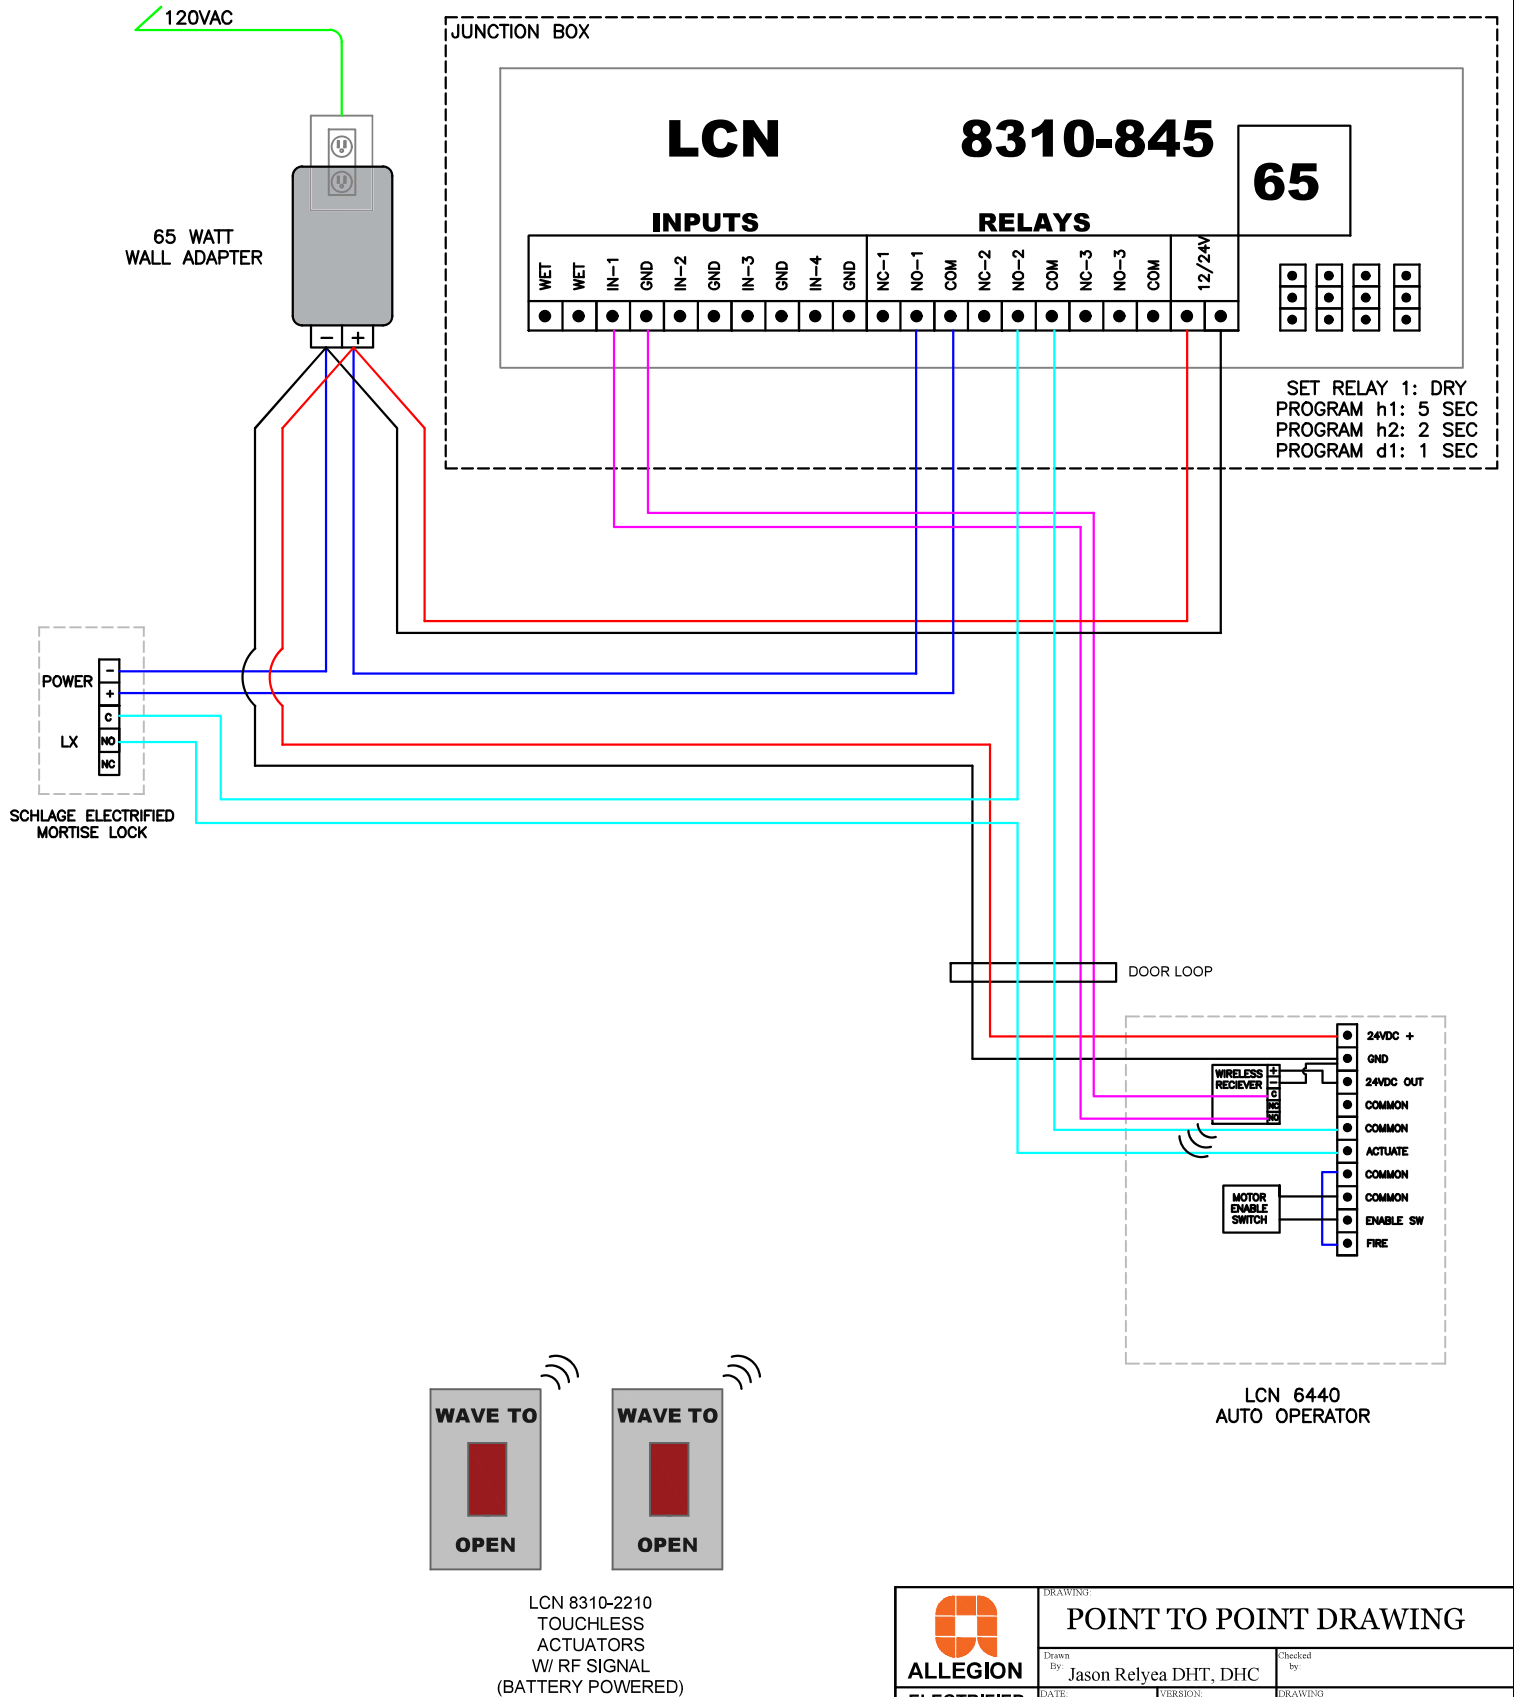 120VAC
JUNCTION BOX
LCN 8310-845
65
INPUTS RELAYS
WET WET IN-1 GND IN-2 GND IN-3 GND IN-4 GND NC-1 NO-1 COM NC-2 NO-2 COM NC-3 NO-3 COM 12/24V
65 WATT
WALL ADAPTER
- +
SET RELAY 1: DRY
PROGRAM h1: 5 SEC
PROGRAM h2: 2 SEC
PROGRAM d1: 1 SEC
POWER
-
+
C
LX
NO
NC
SCHLAGE ELECTRIFIED
MORTISE LOCK
DOOR LOOP
24VDC +
GND
24VDC OUT
COMMON
COMMON
ACTUATE
COMMON
COMMON
ENABLE SW
FIRE
WIRELESS
RECIEVER
+
-
C
MOTOR
ENABLE
SWITCH
LCN 6440
AUTO OPERATOR
WAVE TO
OPEN
WAVE TO
OPEN
LCN 8310-2210
TOUCHLESS
ACTUATORS
W/ RF SIGNAL
(BATTERY POWERED)
ALLEGION
ELECTRIFIED
DRAWING:
POINT TO POINT DRAWING
Drawn
By: Jason Relyea DHT, DHC
Checked
by:
DATE:
VERSION:
DRAWING